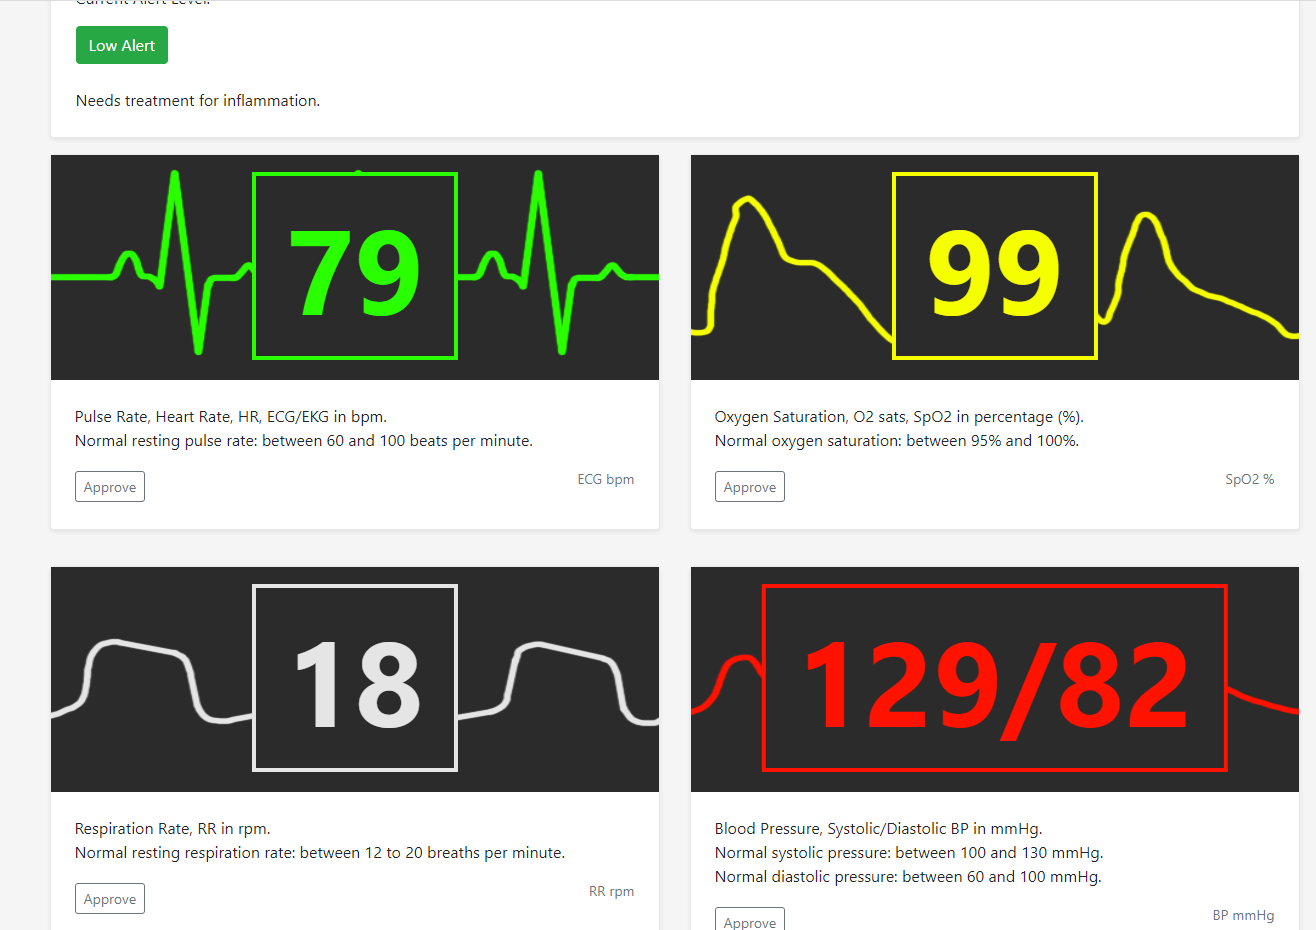 Current Alert Level:
Low Alert
Needs treatment for inflammation.
79
Pulse Rate, Heart Rate, HR, ECG/EKG in bpm.
Normal resting pulse rate: between 60 and 100 beats per minute.
Approve
ECG bpm
99
Oxygen Saturation, O2 sats, SpO2 in percentage (%).
Normal oxygen saturation: between 95% and 100%.
Approve
SpO2 %
18
Respiration Rate, RR in rpm.
Normal resting respiration rate: between 12 to 20 breaths per minute.
Approve
RR rpm
129/82
Blood Pressure, Systolic/Diastolic BP in mmHg.
Normal systolic pressure: between 100 and 130 mmHg.
Normal diastolic pressure: between 60 and 100 mmHg.
Approve
BP mmHg